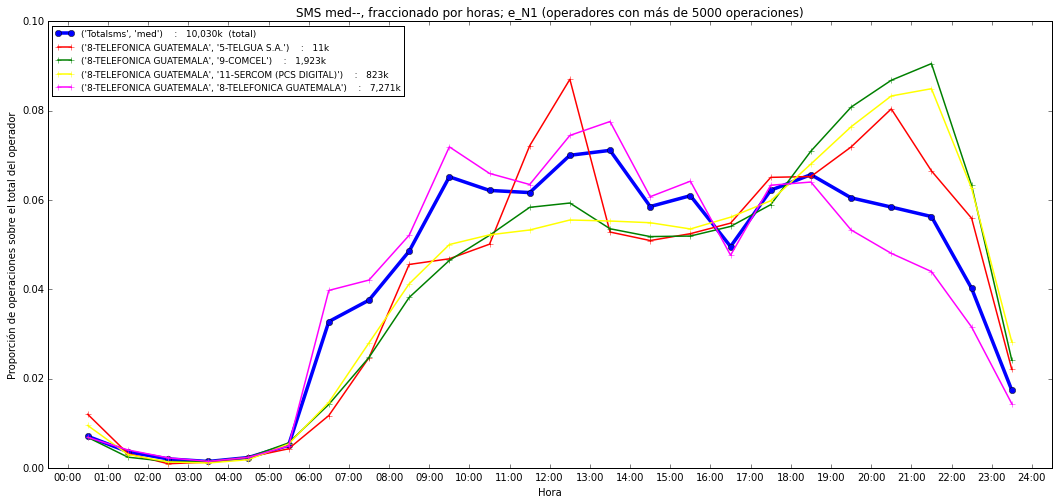 SMS med--, fraccionado por horas; e_N1 (operadores con más de 5000 operaciones)
('Totalsms', 'med') : 10,030k (total)
('8-TELEFONICA GUATEMALA', '5-TELGUA S.A.') : 11k
('8-TELEFONICA GUATEMALA', '9-COMCEL') : 1,923k
('8-TELEFONICA GUATEMALA', '11-SERCOM (PCS DIGITAL)') : 823k
('8-TELEFONICA GUATEMALA', '8-TELEFONICA GUATEMALA') : 7,271k
Proporción de operaciones sobre el total del operador
0.10
0.08
0.06
0.04
0.02
0.00
00:00 01:00 02:00 03:00 04:00 05:00 06:00 07:00 08:00 09:00 10:00 11:00 12:00 13:00 14:00 15:00 16:00 17:00 18:00 19:00 20:00 21:00 22:00 23:00 24:00
Hora